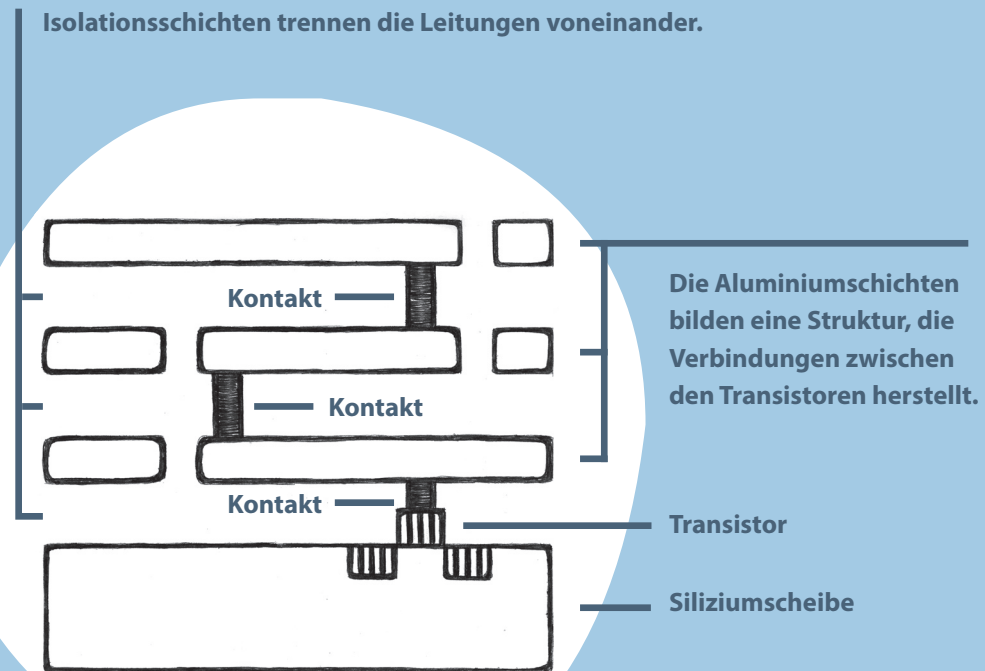 Isolationsschichten trennen die Leitungen voneinander.
Kontakt
Die Aluminiumschichten
bilden eine Struktur, die
Verbindungen zwischen
den Transistoren herstellt.
Kontakt
Kontakt
Transistor
Siliziumscheibe